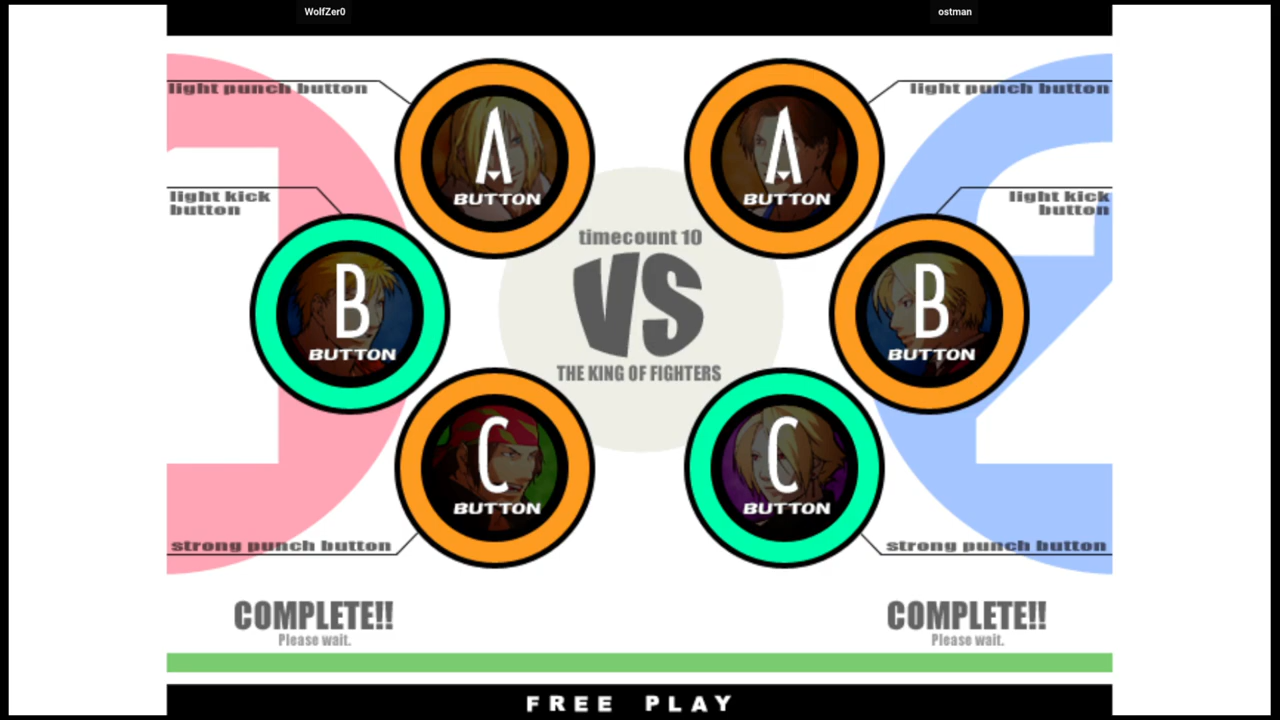 WolfZer0
ostman
light punch button
A
BUTTON
A
BUTTON
light punch button
light kick
button
B
BUTTON
timecount 10
VS
THE KING OF FIGHTERS
light kick
button
B
BUTTON
C
BUTTON
C
BUTTON
strong punch button
strong punch button
1
2
COMPLETE!!
Please wait.
COMPLETE!!
Please wait.
FREE PLAY